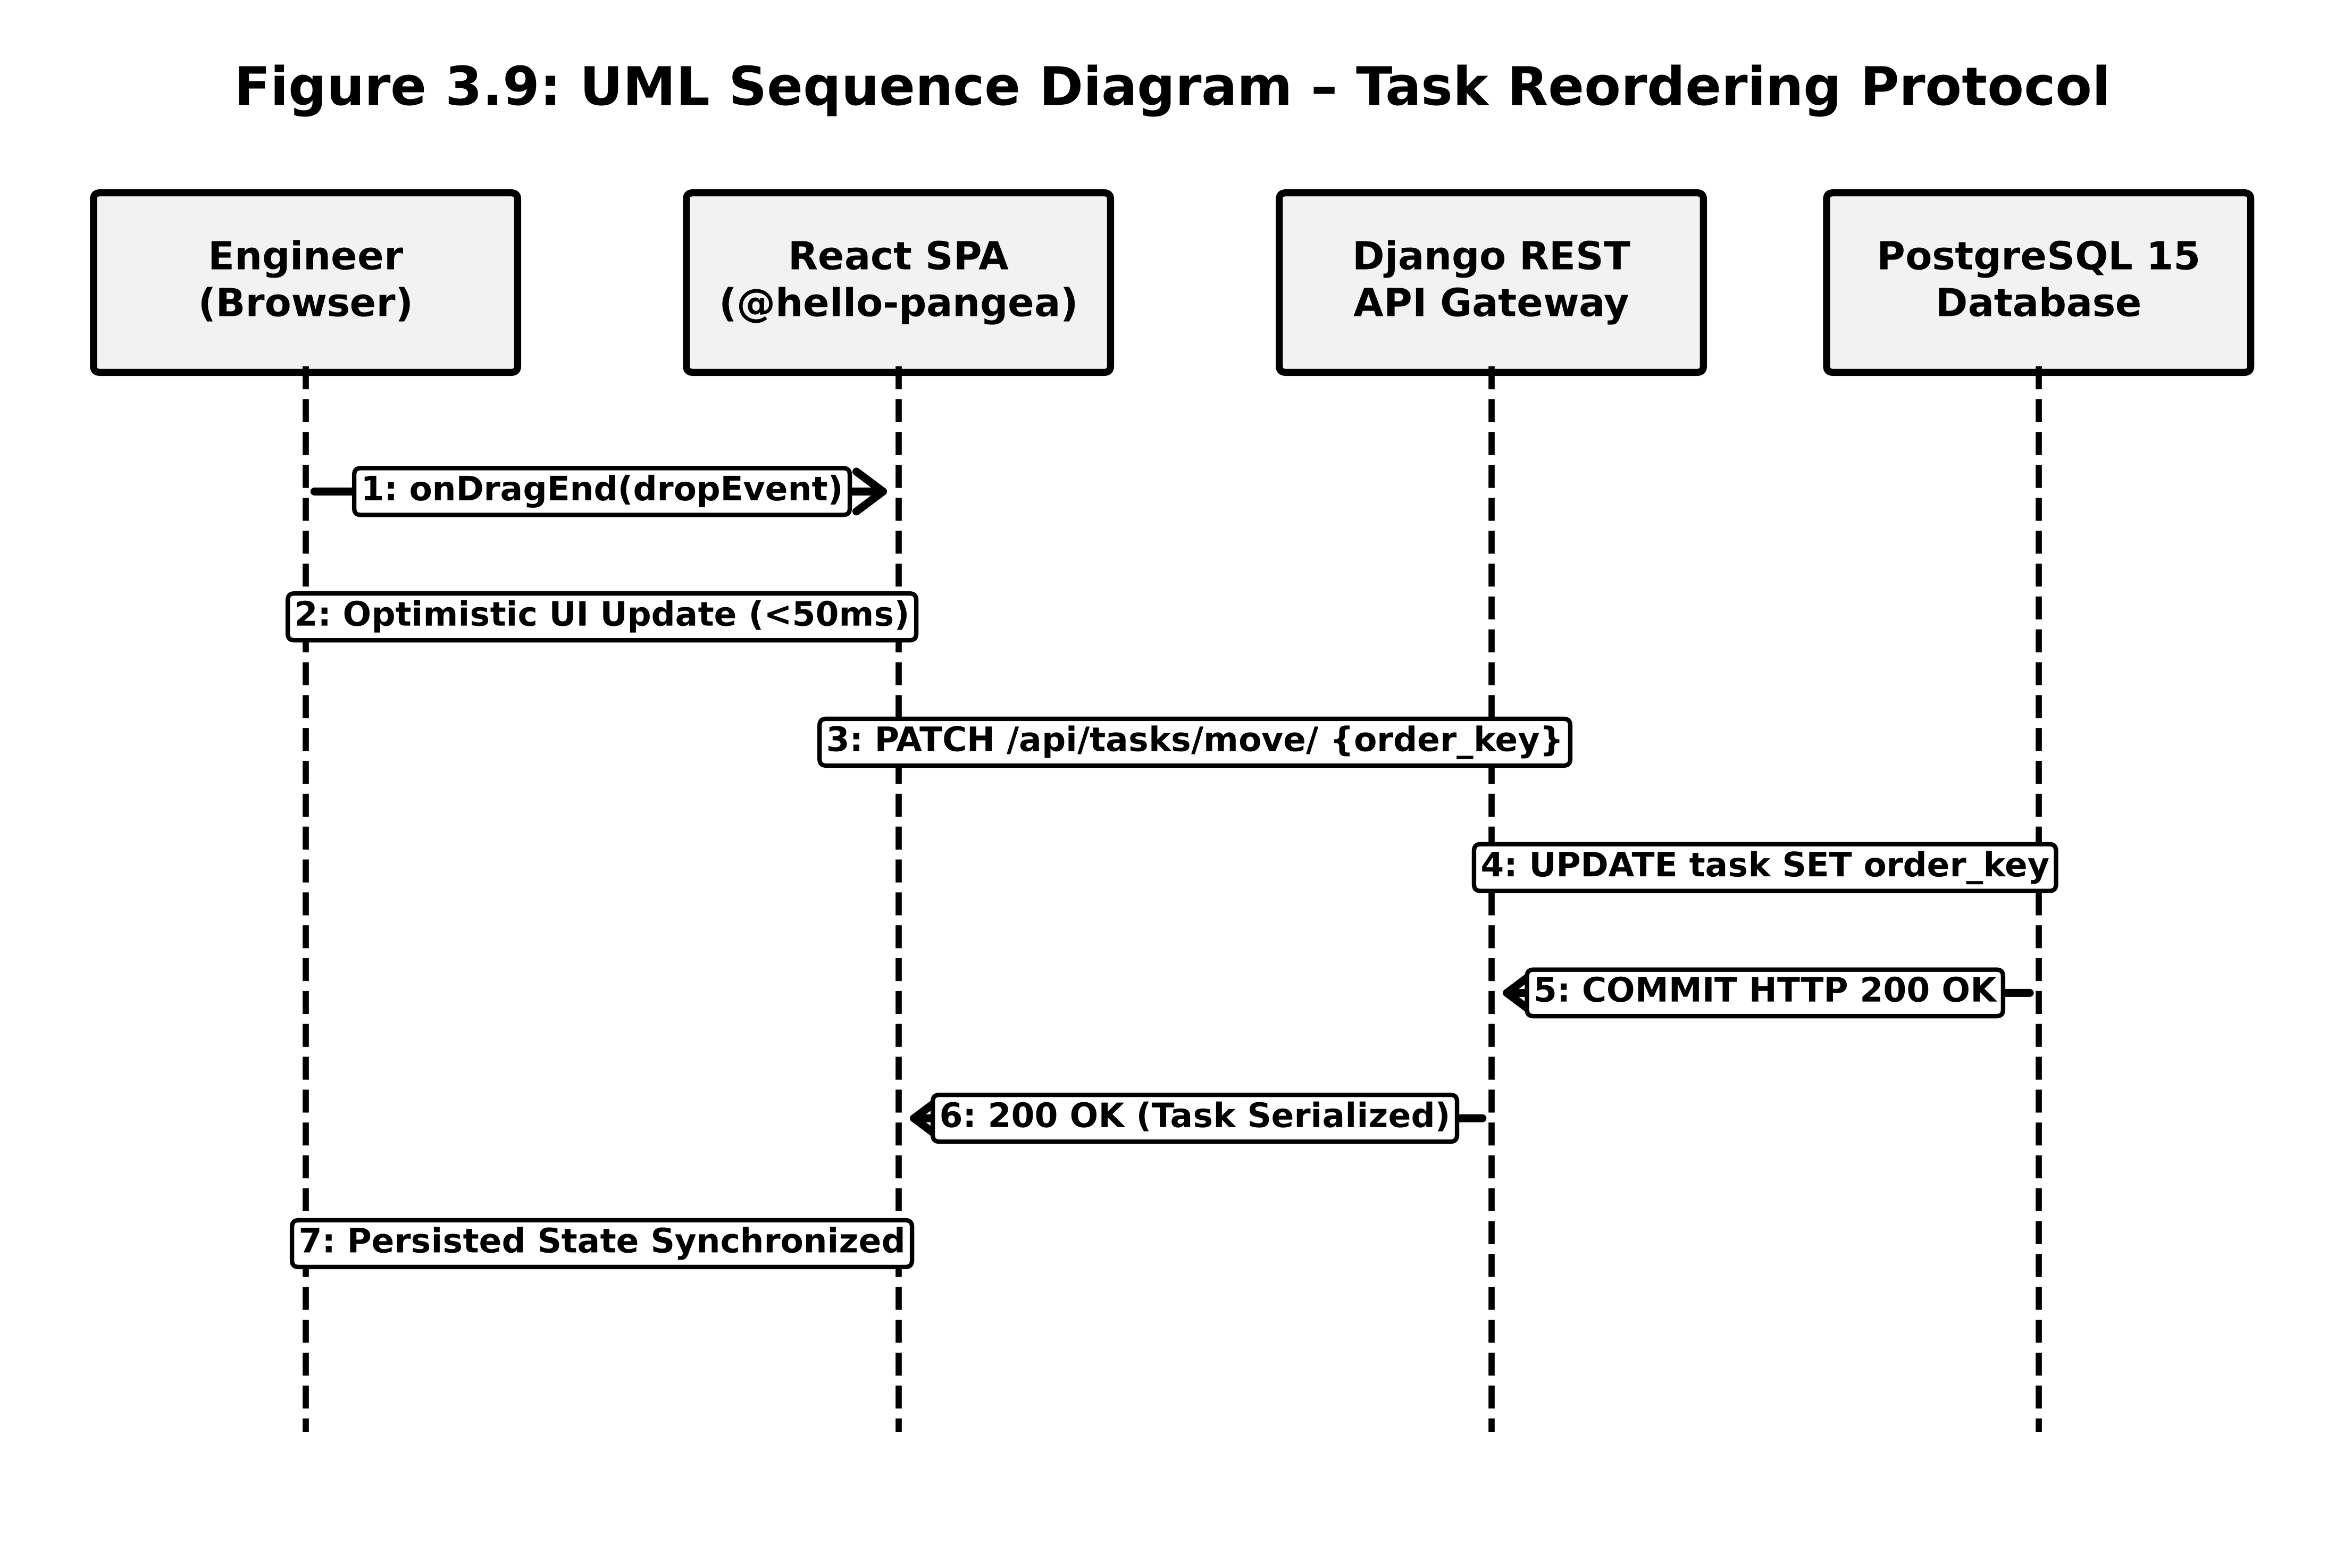 Figure 3.9: UML Sequence Diagram – Task Reordering Protocol
Engineer
(Browser)
React SPA
(@hello-pangea)
Django REST
API Gateway
PostgreSQL 15
Database
1: onDragEnd(dropEvent)
2: Optimistic UI Update (<50ms)
3: PATCH /api/tasks/move/ {order_key}
4: UPDATE task SET order_key
5: COMMIT HTTP 200 OK
6: 200 OK (Task Serialized)
7: Persisted State Synchronized